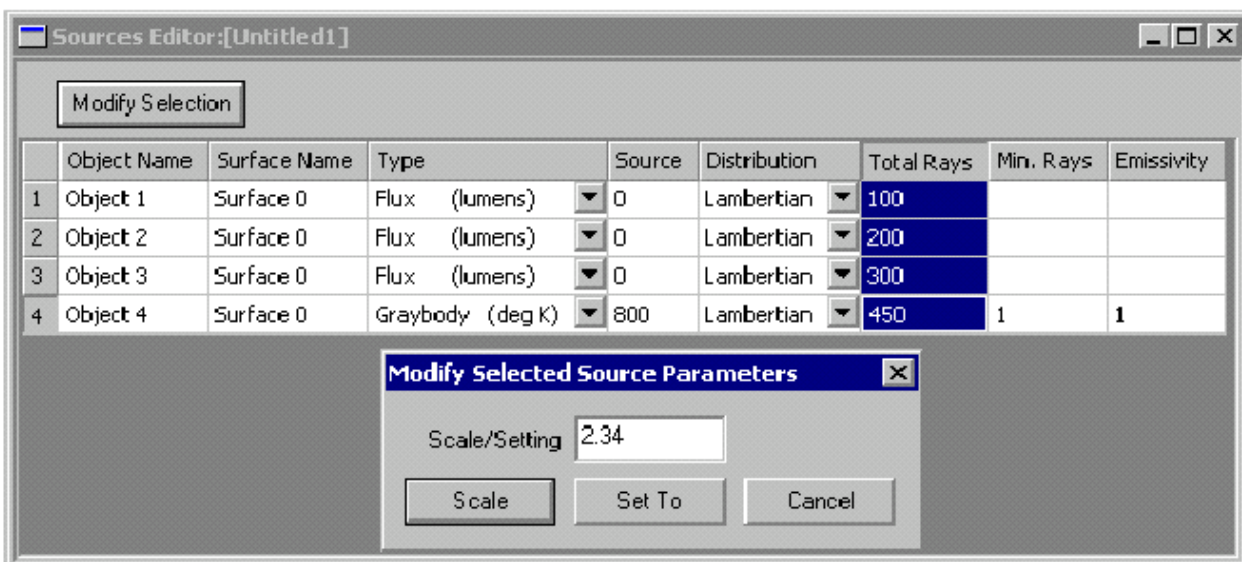 Sources Editor:[Untitled1]
Modify Selection
Object Name Surface Name Type Source Distribution Total Rays Min. Rays Emissivity
1 Object 1 Surface 0 Flux (lumens) 0 Lambertian 100
2 Object 2 Surface 0 Flux (lumens) 0 Lambertian 200
3 Object 3 Surface 0 Flux (lumens) 0 Lambertian 300
4 Object 4 Surface 0 Graybody (deg K) 800 Lambertian 450 1 1
Modify Selected Source Parameters
Scale/Setting 2.34
Scale Set To Cancel